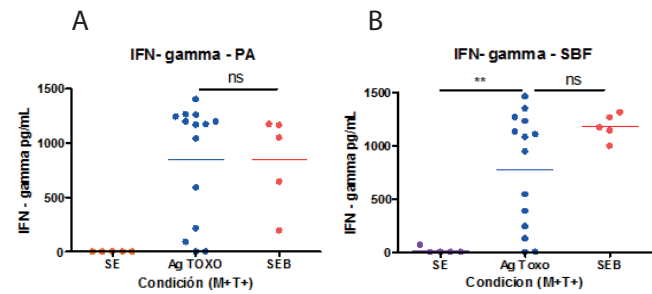 A
IFN- gamma - PA
ns
1500
1000
500
0
IFN - gamma pg/mL
SE
Ag TOXO
SEB
Condición (M+T+)
B
IFN- gamma - SBF
**
ns
1500
1000
500
0
IFN - gamma pg/mL
SE
Ag Toxo
SEB
Condicion (M+T+)